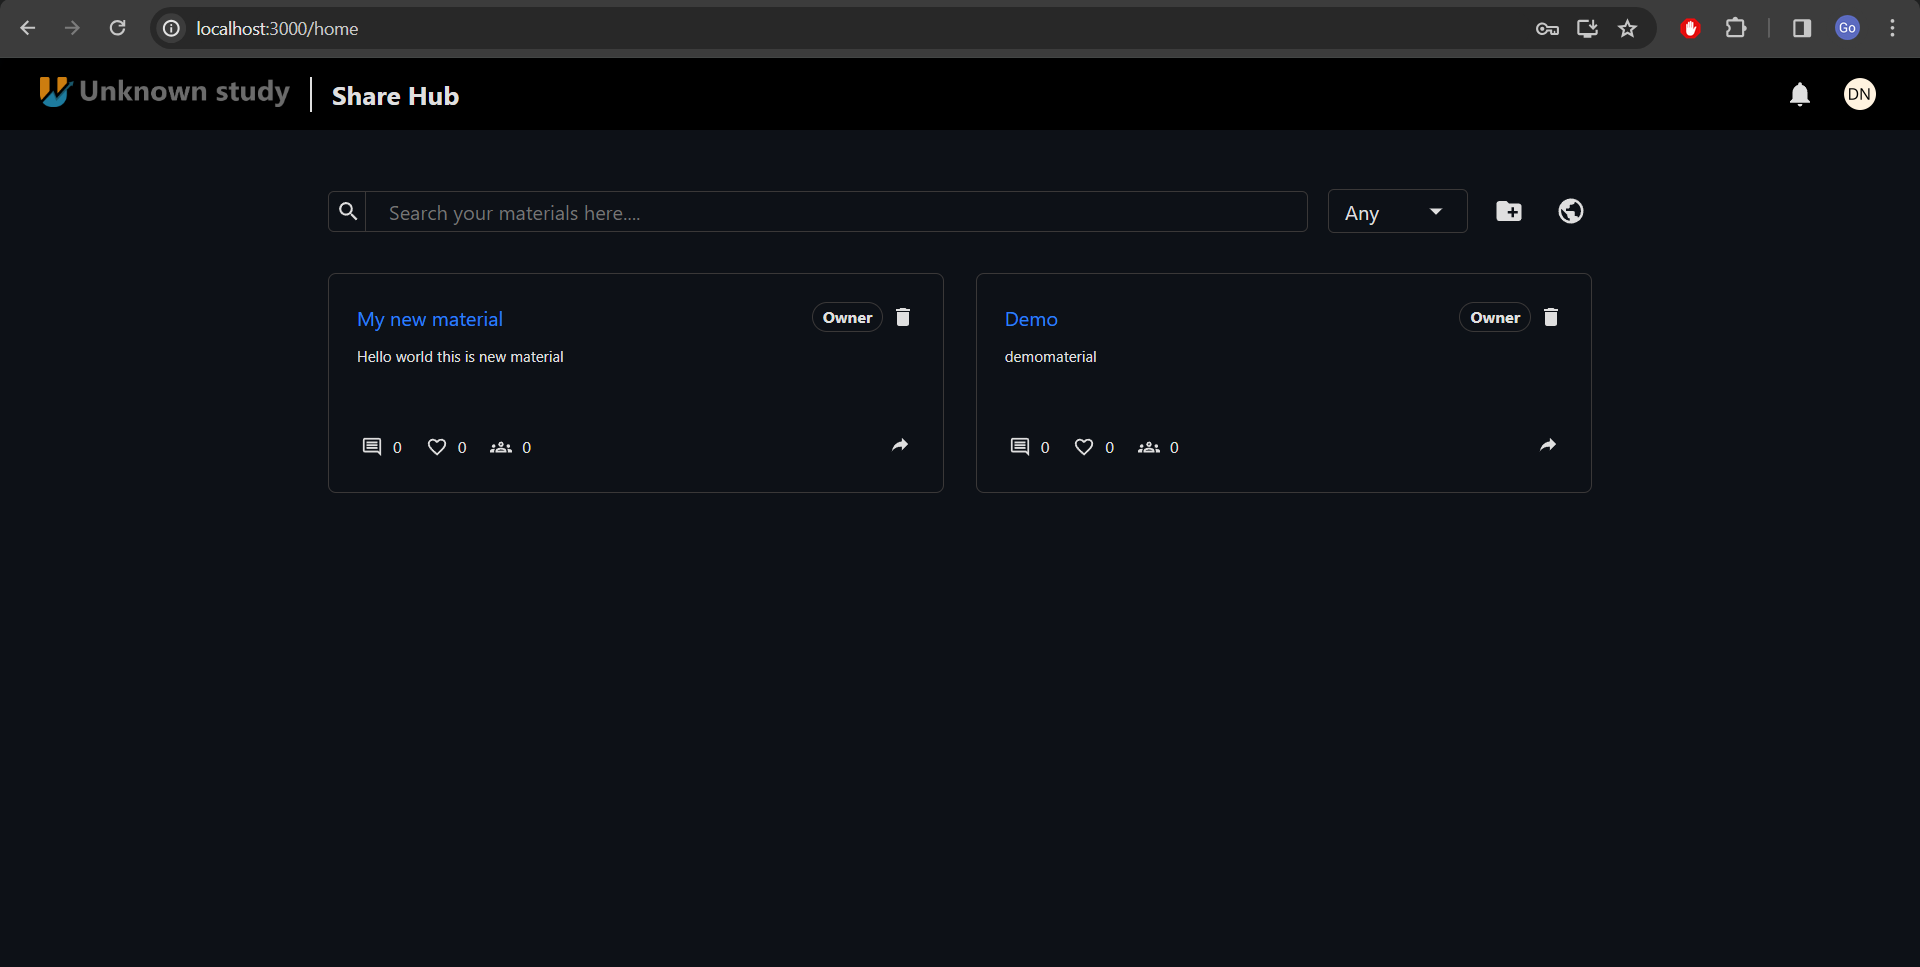 localhost:3000/home
Go
Unknown study
Share Hub
DN
Search your materials here....
Any
My new material
Owner
Hello world this is new material
0 0 0
Demo
Owner
demomaterial
0 0 0